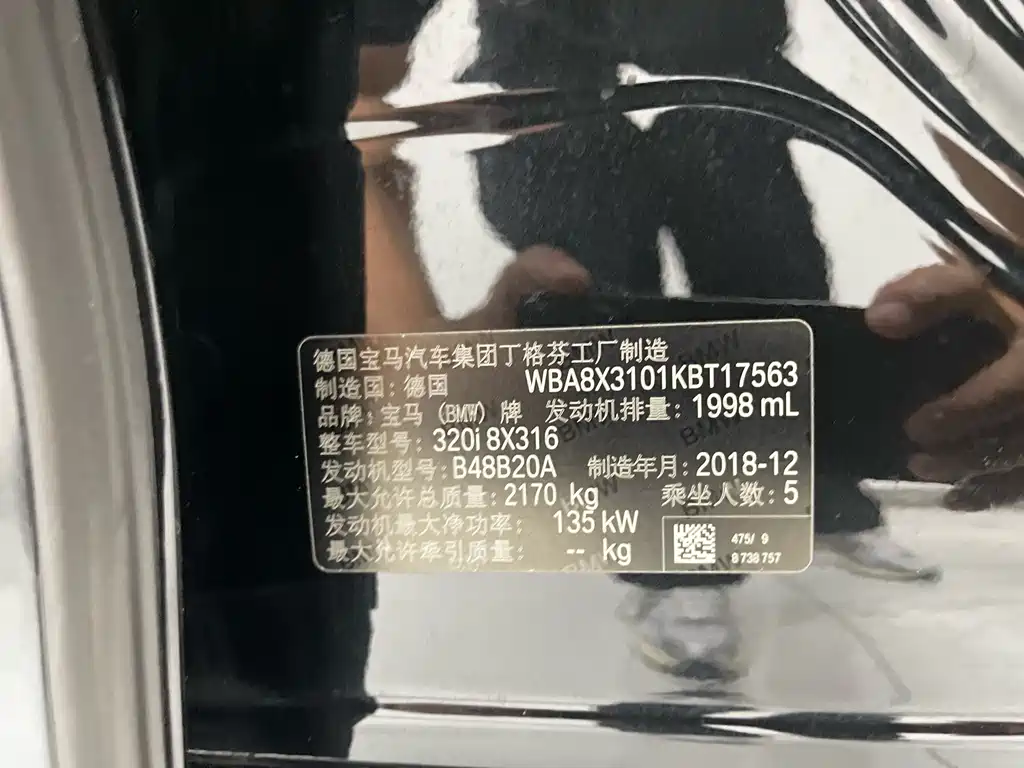 德国宝马汽车集团丁格芬工厂制造
制造国：德国 WBA8X3101KBT17563
品牌：宝马（BMW）牌 发动机排量：1998 mL
整车型号：320i 8X316
发动机型号：B48B20A 制造年月：2018-12
最大允许总质量：2170 kg 乘坐人数：5
发动机最大净功率： 135 kW
最大允许牵引质量： -- kg
475/ 9
8 738 757